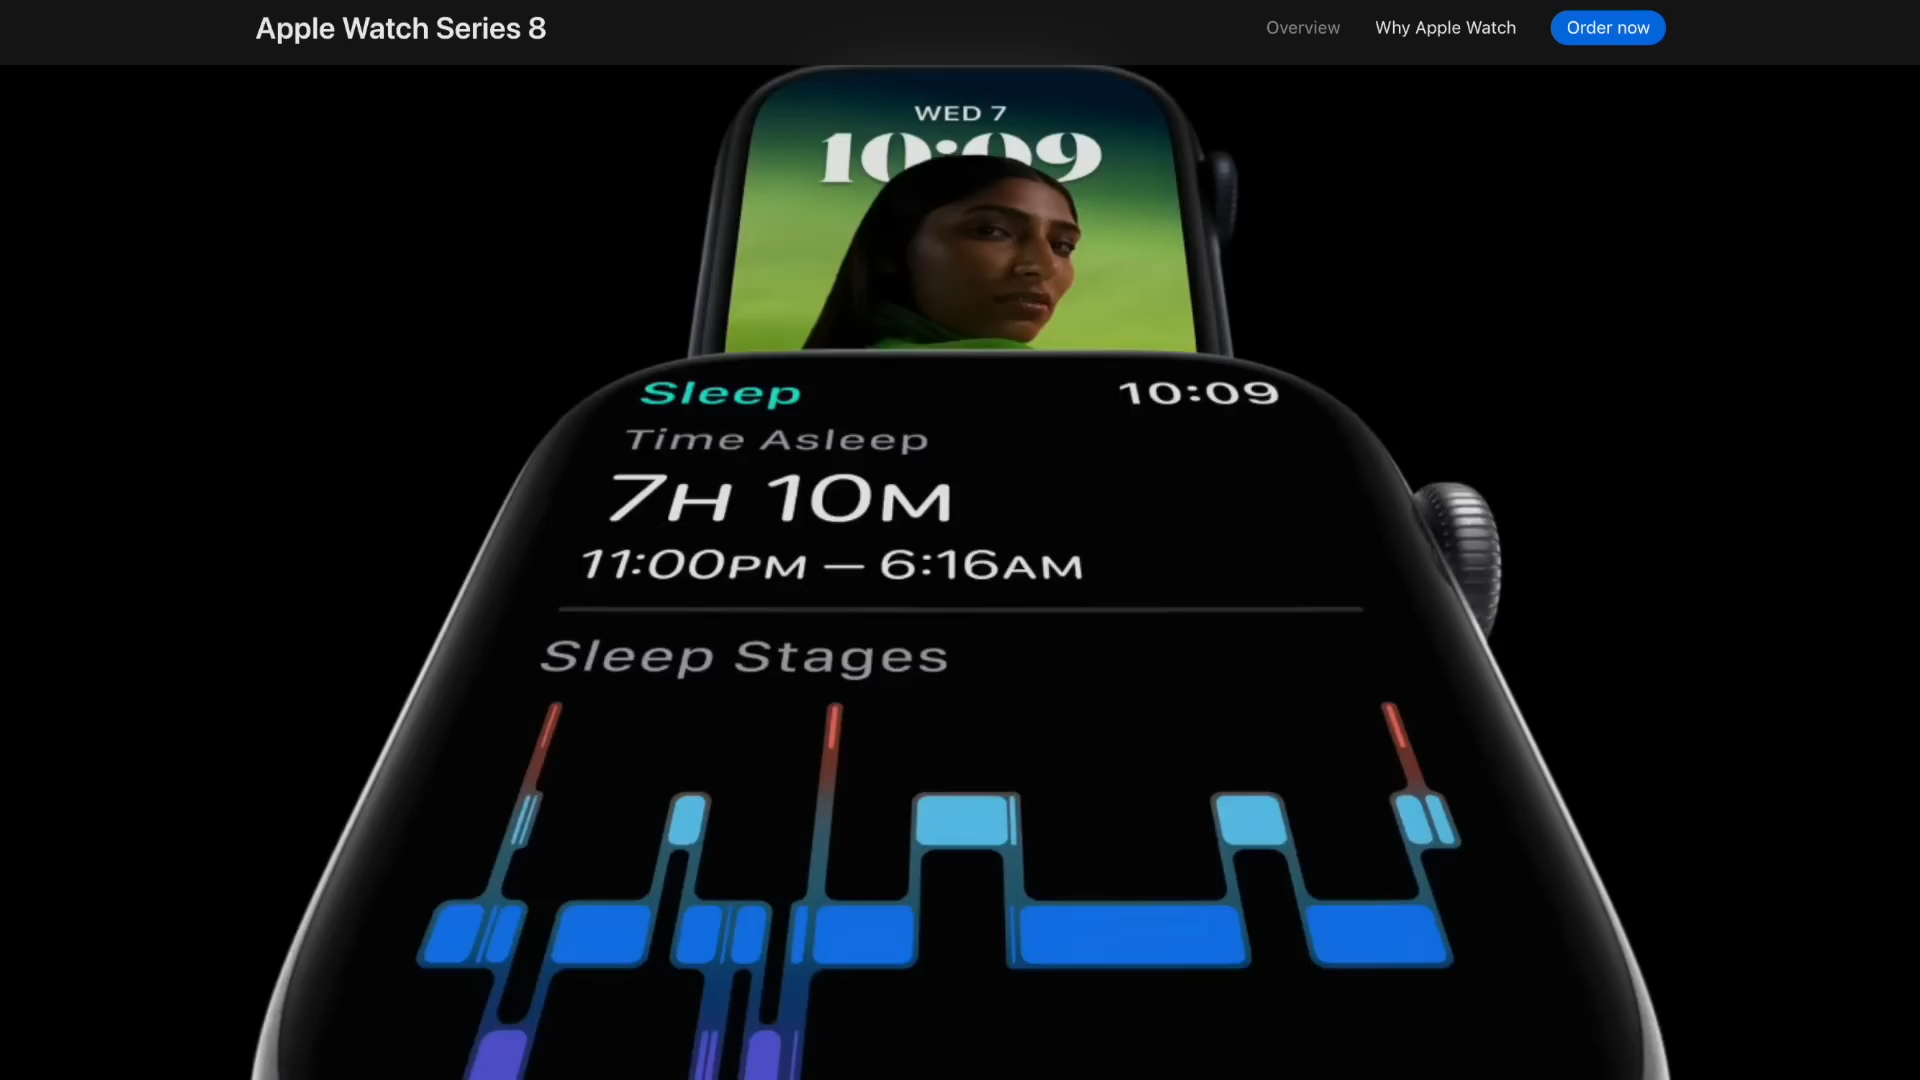 Apple Watch Series 8
Overview
Why Apple Watch
Order now
WED 7
10:09
Sleep
10:09
Time Asleep
7H 10M
11:00PM – 6:16AM
Sleep Stages